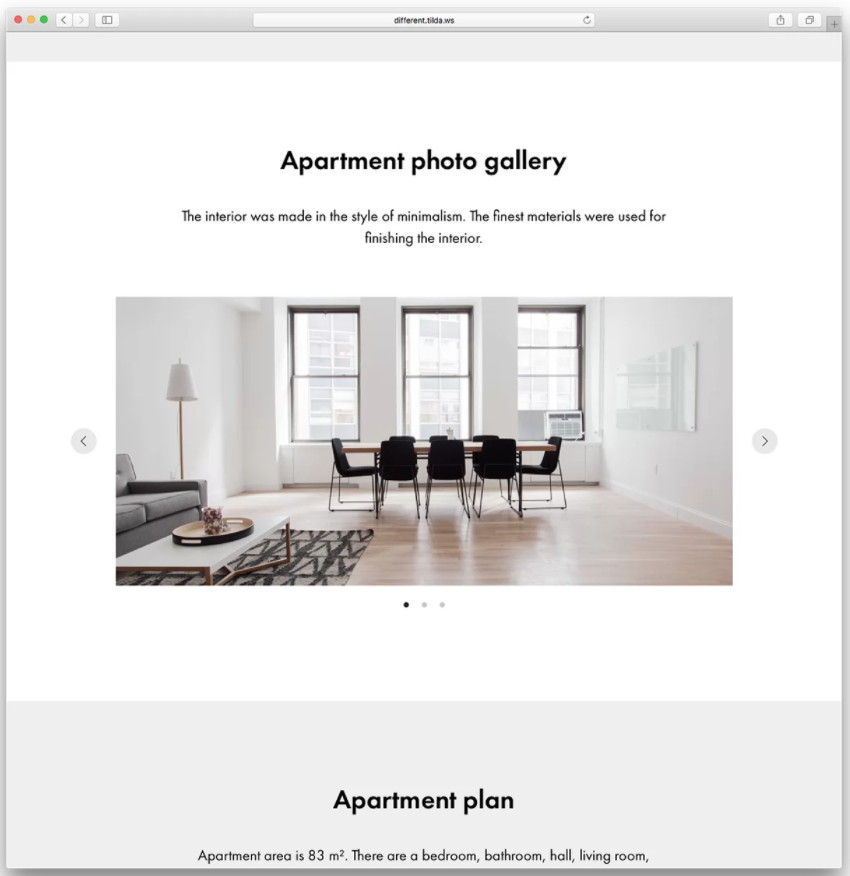 different.tilda.ws
Apartment photo gallery
The interior was made in the style of minimalism. The finest materials were used for
finishing the interior.
Apartment plan
Apartment area is 83 m². There are a bedroom, bathroom, hall, living room,